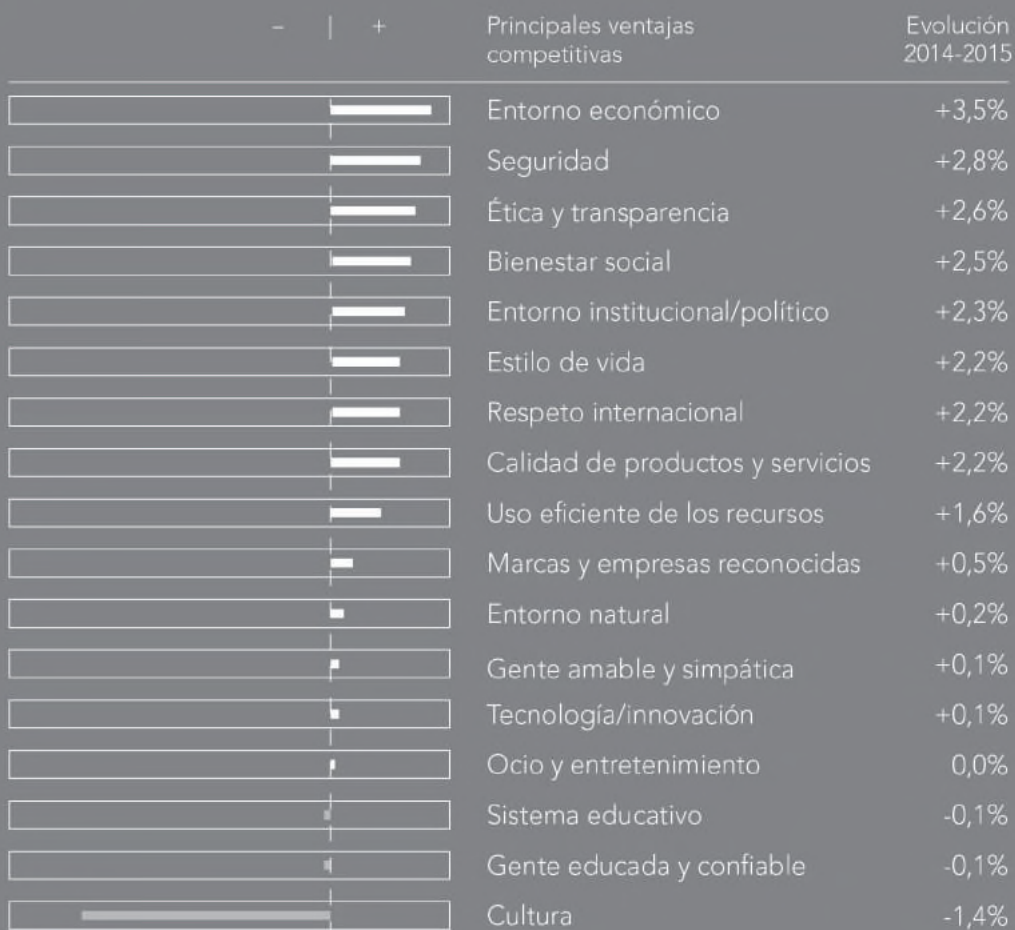 – | +
Principales ventajas
competitivas
Evolución
2014-2015
Entorno económico +3,5%
Seguridad +2,8%
Ética y transparencia +2,6%
Bienestar social +2,5%
Entorno institucional/político +2,3%
Estilo de vida +2,2%
Respeto internacional +2,2%
Calidad de productos y servicios +2,2%
Uso eficiente de los recursos +1,6%
Marcas y empresas reconocidas +0,5%
Entorno natural +0,2%
Gente amable y simpática +0,1%
Tecnología/innovación +0,1%
Ocio y entretenimiento 0,0%
Sistema educativo -0,1%
Gente educada y confiable -0,1%
Cultura -1,4%